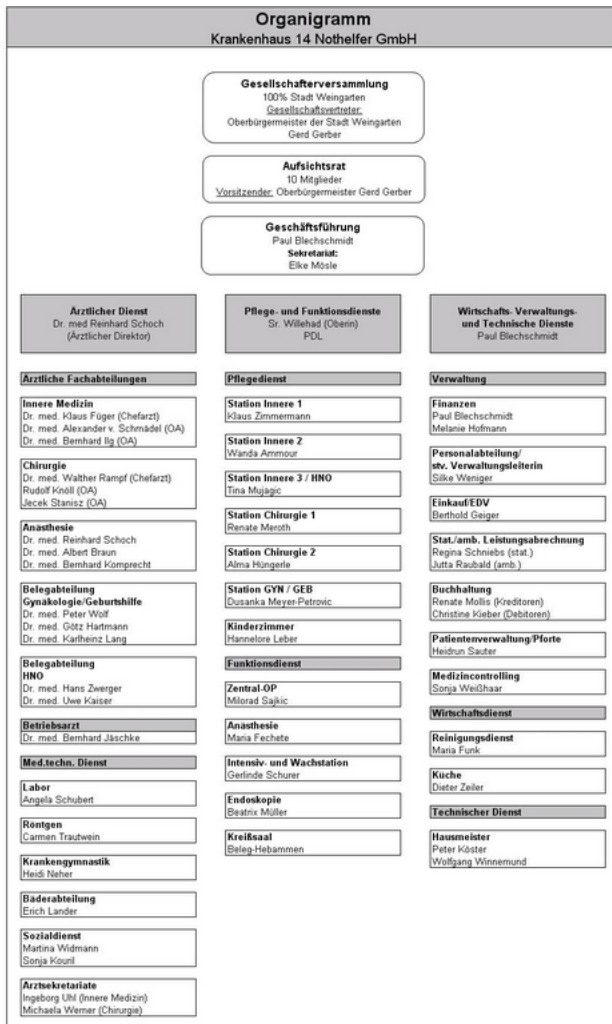 Organigramm
Krankenhaus 14 Nothelfer GmbH
Gesellschafterversammlung
100% Stadt Weingarten
Gesellschaftsvertreter:
Oberbürgermeister der Stadt Weingarten
Gerd Gerber
Aufsichtsrat
10 Mitglieder
Vorsitzender: Oberbürgermeister Gerd Gerber
Geschäftsführung
Paul Blechschmidt
Sekretariat:
Elke Mösle
Ärztlicher Dienst
Dr. med Reinhard Schoch
(Ärztlicher Direktor)
Ärztliche Fachabteilungen
Innere Medizin
Dr. med. Klaus Füger (Chefarzt)
Dr. med. Alexander v. Schmädel (OA)
Dr. med. Bernhard Ilg (OA)
Chirurgie
Dr. med. Walther Rampf (Chefarzt)
Rudolf Knöll (OA)
Jecek Stanisz (OA)
Anästhesie
Dr. med. Reinhard Schoch
Dr. med. Albert Braun
Dr. med. Bernhard Komprecht
Belegabteilung
Gynäkologie/Geburtshilfe
Dr. med. Peter Wolf
Dr. med. Götz Hartmann
Dr. med. Karlheinz Lang
Belegabteilung
HNO
Dr. med. Hans Zwerger
Dr. med. Uwe Kaiser
Betriebsarzt
Dr. med. Bernhard Jäschke
Med.techn. Dienst
Labor
Angela Schubert
Röntgen
Carmen Trautwein
Krankengymnastik
Heidi Neher
Bäderabteilung
Erich Lander
Sozialdienst
Martina Widmann
Sonja Kouril
Arztsekretariate
Ingeborg Uhl (Innere Medizin)
Michaela Werner (Chirurgie)
Pflege- und Funktionsdienste
Sr. Willehad (Oberin)
PDL
Pflegedienst
Station Innere 1
Klaus Zimmermann
Station Innere 2
Wanda Ammour
Station Innere 3 / HNO
Tina Mujagic
Station Chirurgie 1
Renate Meroth
Station Chirurgie 2
Alma Hüngerle
Station GYN / GEB
Dusanka Meyer-Petrovic
Kinderzimmer
Hannelore Leber
Funktionsdienst
Zentral-OP
Milorad Sajkic
Anästhesie
Maria Fechete
Intensiv- und Wachstation
Gerlinde Schurer
Endoskopie
Beatrix Müller
Kreißsaal
Beleg-Hebammen
Wirtschafts- Verwaltungs-
und Technische Dienste
Paul Blechschmidt
Verwaltung
Finanzen
Paul Blechschmidt
Melanie Hofmann
Personalabteilung/
stv. Verwaltungsleiterin
Silke Weniger
Einkauf/EDV
Berthold Geiger
Stat./amb. Leistungsabrechnung
Regina Schniebs (stat.)
Jutta Raubald (amb.)
Buchhaltung
Renate Mollis (Kreditoren)
Christine Kieber (Debitoren)
Patientenverwaltung/Pforte
Heidrun Sauter
Medizincontrolling
Sonja Weißhaar
Wirtschaftsdienst
Reinigungsdienst
Maria Funk
Küche
Dieter Zeiler
Technischer Dienst
Hausmeister
Peter Köster
Wolfgang Winnemund